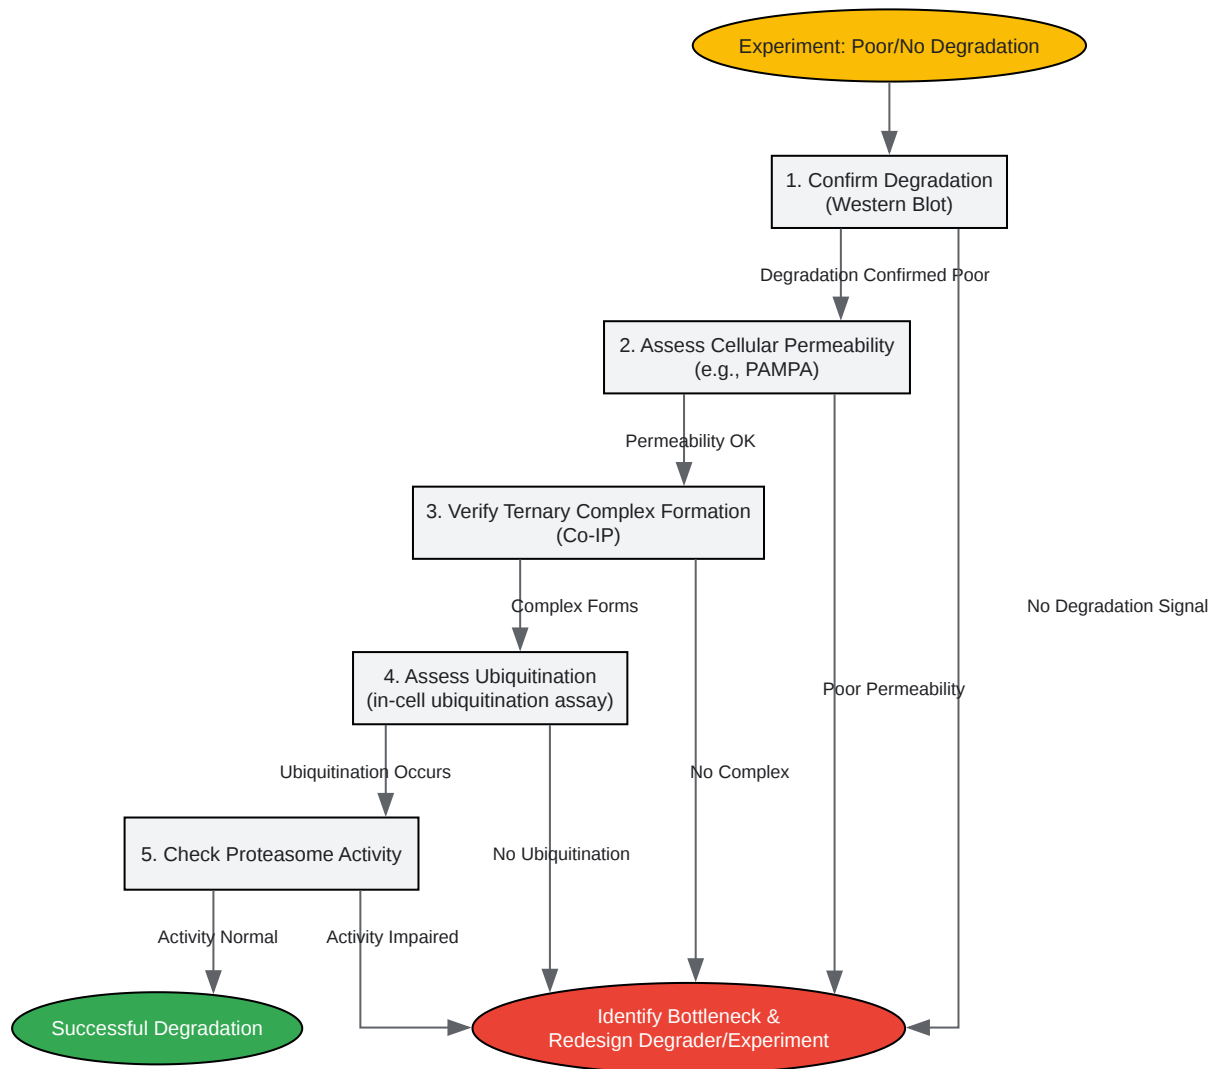 Experiment: Poor/No Degradation
1. Confirm Degradation
(Western Blot)
Degradation Confirmed Poor
2. Assess Cellular Permeability
(e.g., PAMPA)
Permeability OK
3. Verify Ternary Complex Formation
(Co-IP)
Complex Forms
No Degradation Signal
4. Assess Ubiquitination
(in-cell ubiquitination assay)
Poor Permeability
Ubiquitination Occurs
No Complex
5. Check Proteasome Activity
No Ubiquitination
Activity Normal
Activity Impaired
Successful Degradation
Identify Bottleneck &
Redesign Degrader/Experiment